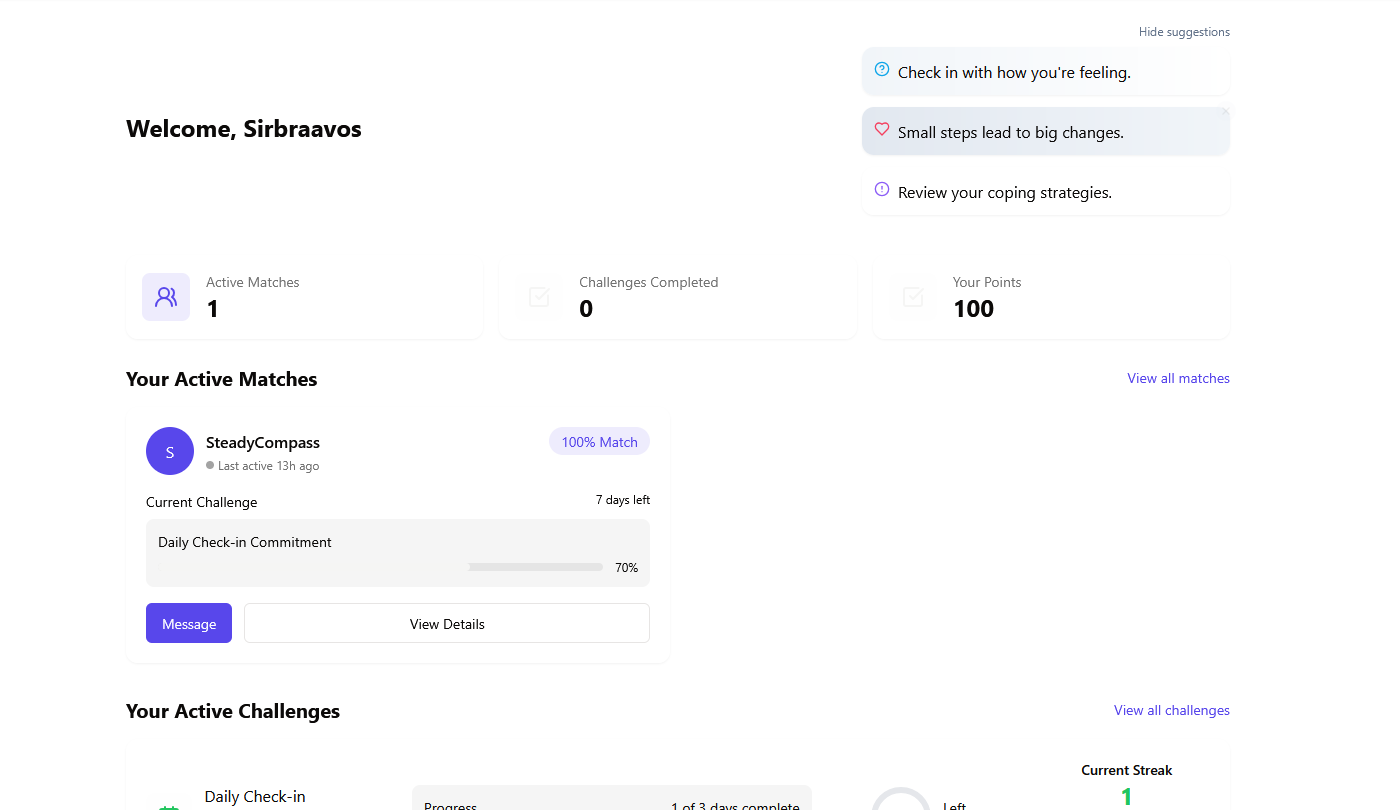 Hide suggestions
Check in with how you're feeling.
Welcome, Sirbraavos
Small steps lead to big changes.
Review your coping strategies.
Active Matches
1
Challenges Completed
0
Your Points
100
Your Active Matches
View all matches
S
SteadyCompass
Last active 13h ago
100% Match
Current Challenge
7 days left
Daily Check-in Commitment
70%
Message
View Details
Your Active Challenges
View all challenges
Daily Check-in
Progress
1 of 3 days complete
Left
Current Streak
1